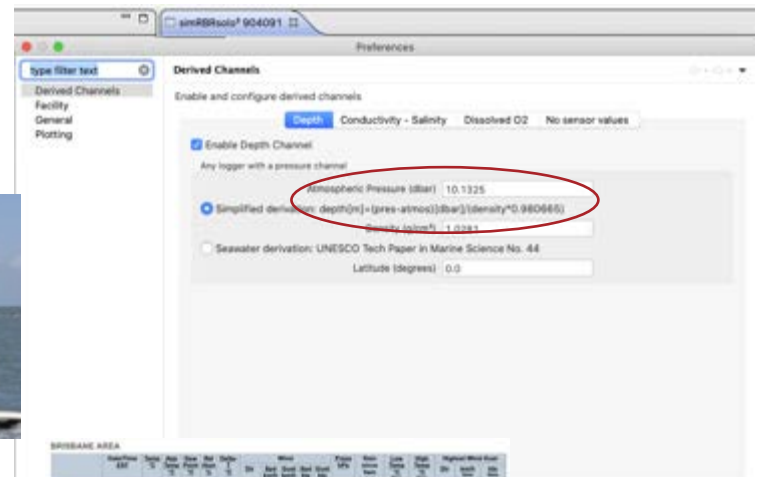 simRBRsolo³ 904091
Preferences
type filter text
Derived Channels
Derived Channels
Facility
General
Plotting
Enable and configure derived channels
Depth Conductivity - Salinity Dissolved O2 No sensor values
Enable Depth Channel
Any logger with a pressure channel
Atmospheric Pressure (dbar) 10.1325
Simplified derivation: depth[m]=(pres-atmos)[dbar]/(density*0.980665)
Density (g/cm³) 1.0281
Seawater derivation: UNESCO Tech Paper in Marine Science No. 44
Latitude (degrees) 0.0
BRISBANE AREA